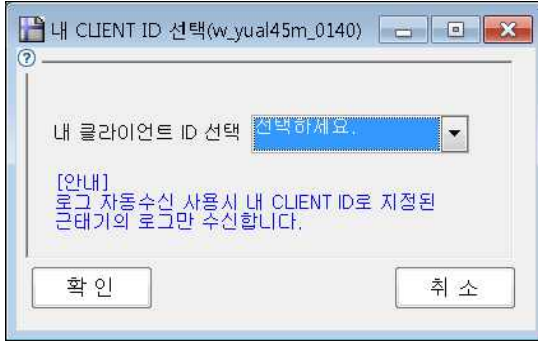 내 CLIENT ID 선택(w_yual45m_0140)
?
내 클라이언트 ID 선택 선택하세요.
[안내]
로그 자동수신 사용시 내 CLIENT ID로 지정된
근태기의 로그만 수신합니다.
확 인 취 소